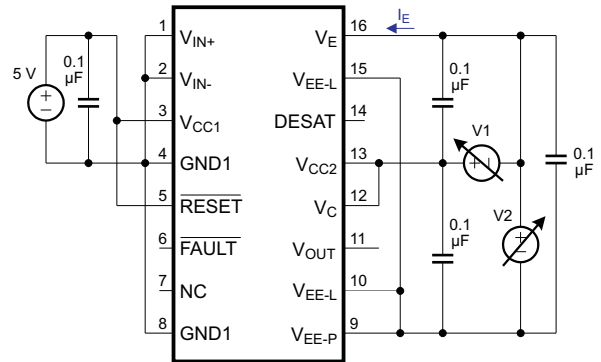 I_E
1 V_IN+ V_E 16
2 V_IN- V_EE-L 15
3 V_CC1 DESAT 14
4 GND1 V_CC2 13
5 RESET V_C 12
6 FAULT V_OUT 11
7 NC V_EE-L 10
8 GND1 V_EE-P 9
5 V
+
−
0.1
µF
0.1
µF
V1
+
−
0.1
µF
V2
+
−
0.1
µF